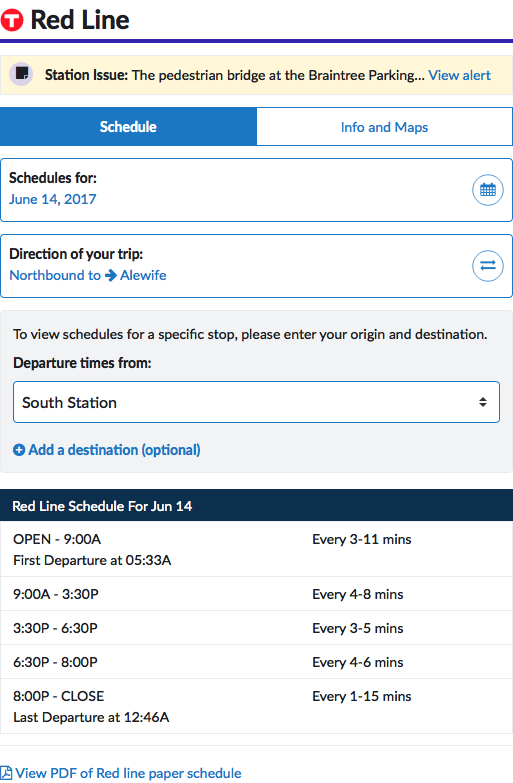 T Red Line
Station Issue: The pedestrian bridge at the Braintree Parking... View alert
Schedule
Info and Maps
Schedules for:
June 14, 2017
Direction of your trip:
Northbound to Alewife
To view schedules for a specific stop, please enter your origin and destination.
Departure times from:
South Station
Add a destination (optional)
Red Line Schedule For Jun 14
OPEN - 9:00A Every 3-11 mins
First Departure at 05:33A
9:00A - 3:30P Every 4-8 mins
3:30P - 6:30P Every 3-5 mins
6:30P - 8:00P Every 4-6 mins
8:00P - CLOSE Every 1-15 mins
Last Departure at 12:46A
View PDF of Red line paper schedule